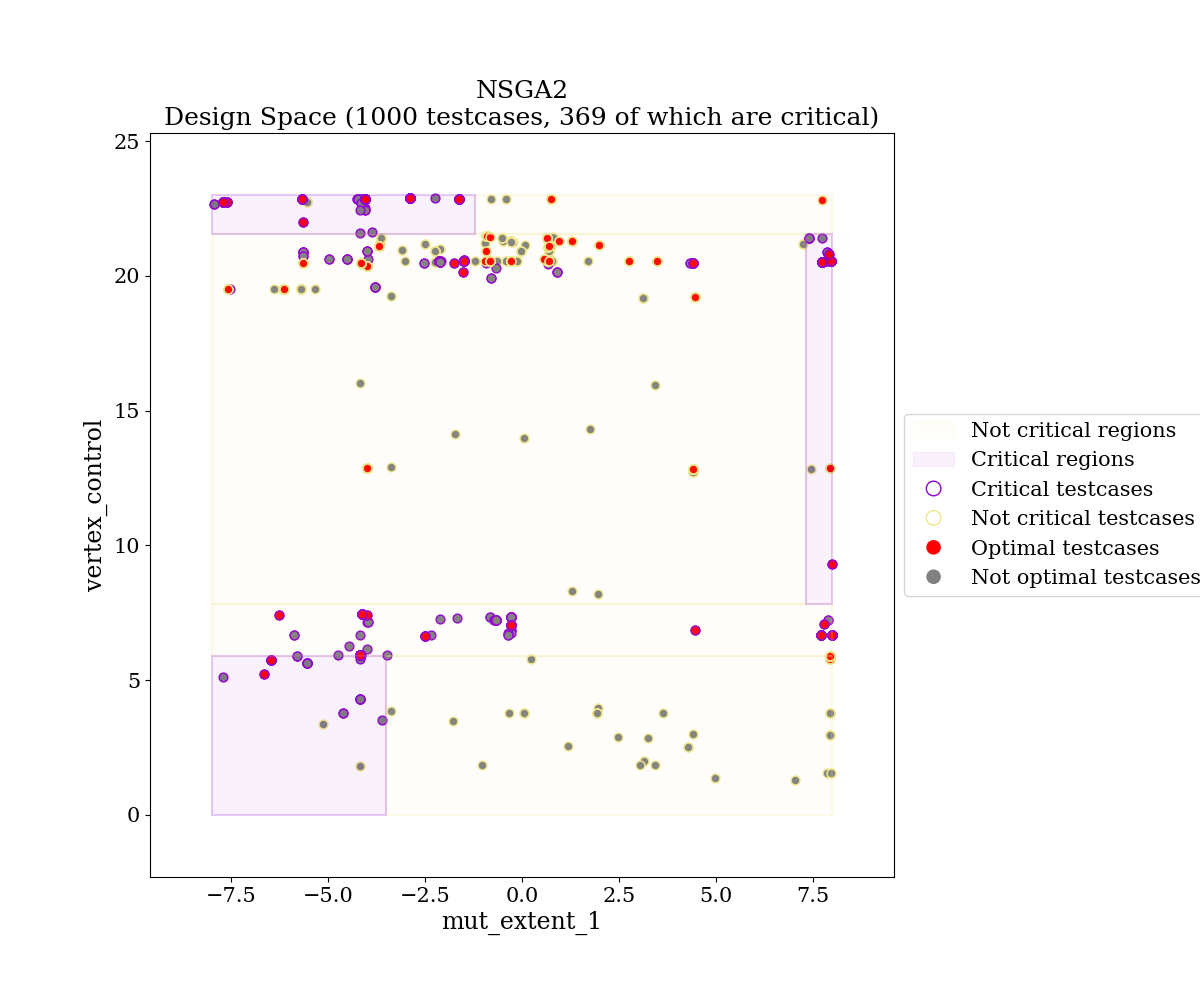 NSGA2
Design Space (1000 testcases, 369 of which are critical)
25
20
15
10
5
0
vertex_control
−7.5
−5.0
−2.5
0.0
2.5
5.0
7.5
mut_extent_1
Not critical regions
Critical regions
Critical testcases
Not critical testcases
Optimal testcases
Not optimal testcases